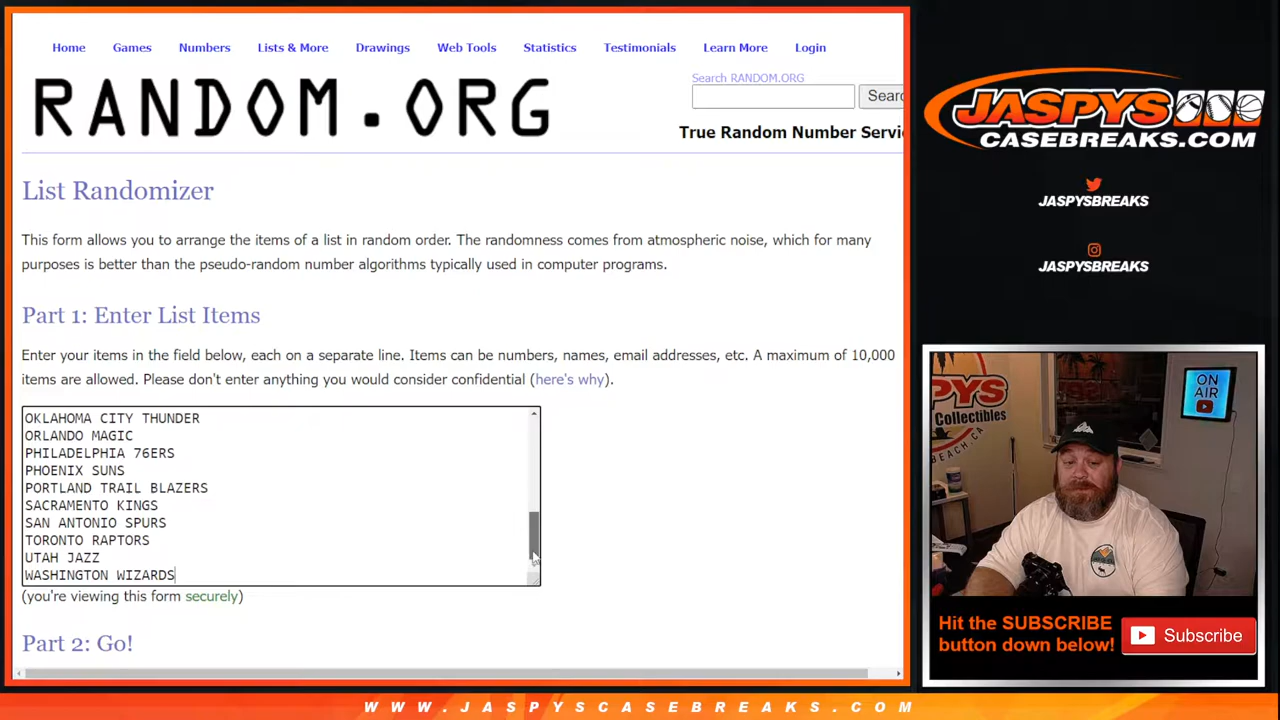 Home Games Numbers Lists & More Drawings Web Tools Statistics Testimonials Learn More Login
RANDOM.ORG
Search RANDOM.ORG
True Random Number Servi
List Randomizer
This form allows you to arrange the items of a list in random order. The randomness comes from atmospheric noise, which for many
purposes is better than the pseudo-random number algorithms typically used in computer programs.
Part 1: Enter List Items
Enter your items in the field below, each on a separate line. Items can be numbers, names, email addresses, etc. A maximum of 10,000
items are allowed. Please don't enter anything you would consider confidential (here's why).
OKLAHOMA CITY THUNDER
ORLANDO MAGIC
PHILADELPHIA 76ERS
PHOENIX SUNS
PORTLAND TRAIL BLAZERS
SACRAMENTO KINGS
SAN ANTONIO SPURS
TORONTO RAPTORS
UTAH JAZZ
WASHINGTON WIZARDS
(you're viewing this form securely)
Part 2: Go!
JASPYS
CASEBREAKS.COM
JASPYSBREAKS
JASPYSBREAKS
PYS
Collectibles
BEACH, CA
ON
AIR
Hit the SUBSCRIBE
button down below!
Subscribe
WWW.JASPYSCASEBREAKS.COM